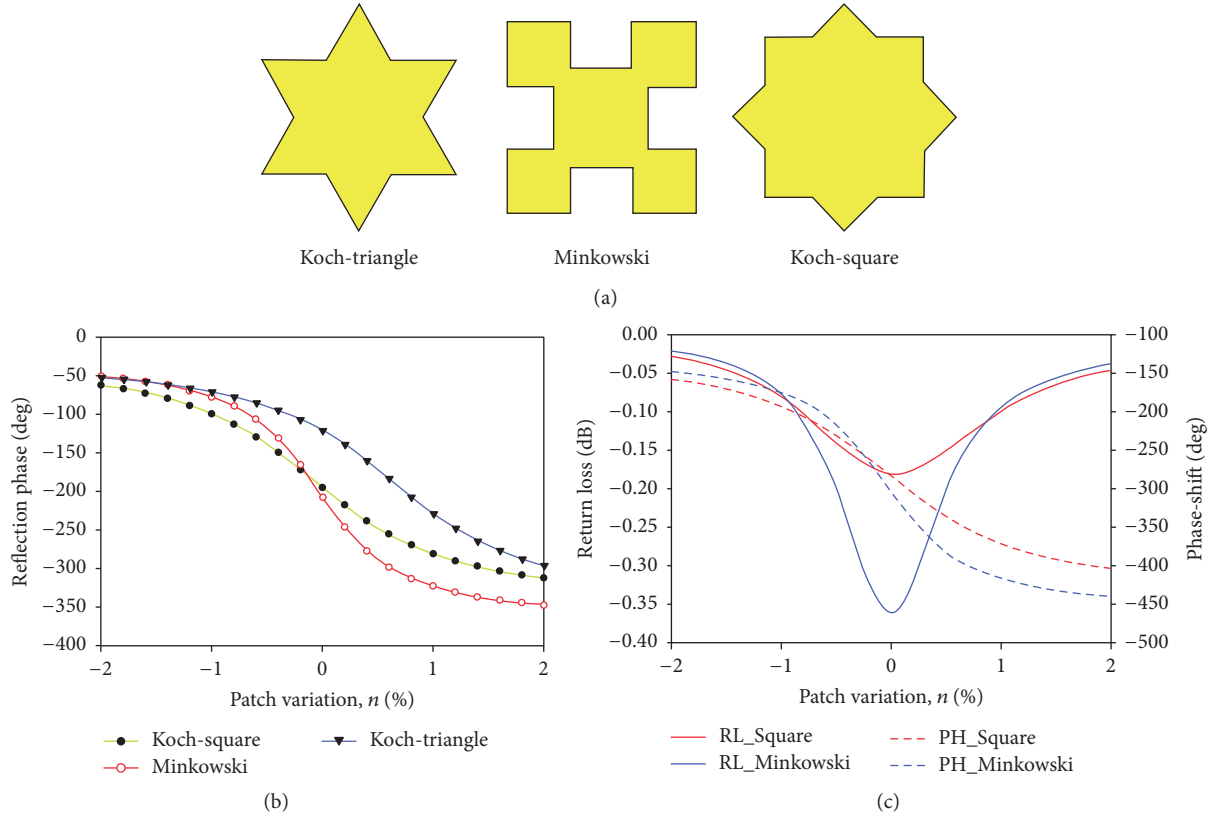 Koch-triangle
Minkowski
Koch-square
(a)
0
−50
−100
−150
−200
−250
−300
−350
−400
Reflection phase (deg)
−2
−1
0
1
2
Patch variation, n (%)
Koch-square
Koch-triangle
Minkowski
(b)
0.00
−0.05
−0.10
−0.15
−0.20
−0.25
−0.30
−0.35
−0.40
Return loss (dB)
−100
−150
−200
−250
−300
−350
−400
−450
−500
Phase-shift (deg)
−2
−1
0
1
2
Patch variation, n (%)
RL_Square
PH_Square
RL_Minkowski
PH_Minkowski
(c)